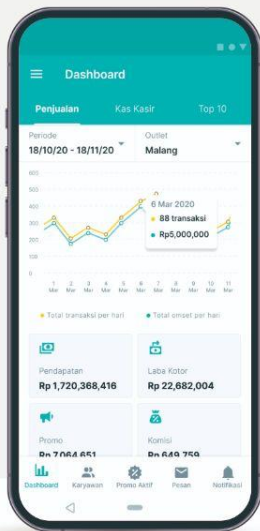 Dashboard
Penjualan Kas Kasir Top 10
Periode Outlet
18/10/20 - 18/11/20 Malang
600
500
400
300
200
100
0
6 Mar 2020
88 transaksi
Rp5,000,000
1 2 3 4 5 6 7 8 9 10 11
Mar Mar Mar Mar Mar Mar Mar Mar Mar Mar Mar
Total transaksi per hari Total omset per hari
Pendapatan Laba Kotor
Rp 1,720,368,416 Rp 22,682,004
Promo Komisi
Rp 7,064,651 Rp 649,759
Dashboard Karyawan Promo Aktif Pesan Notifikasi